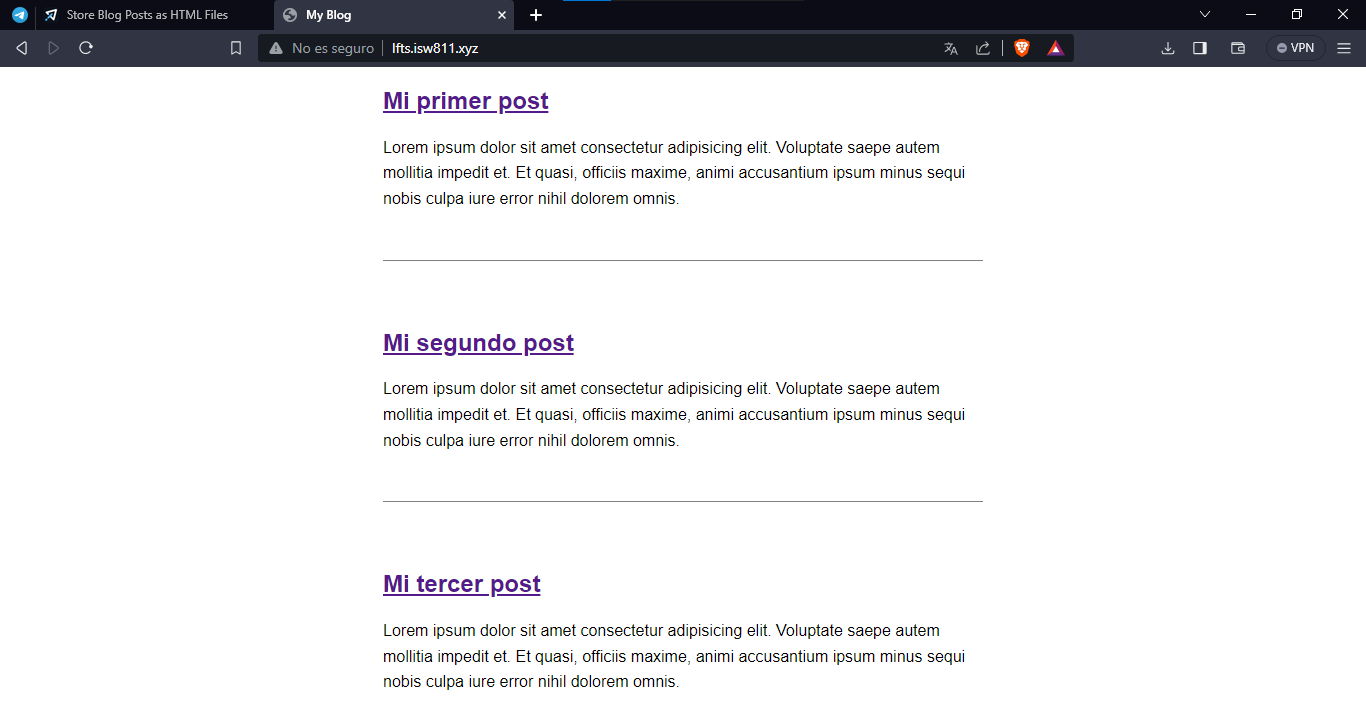 Store Blog Posts as HTML Files
My Blog
No es seguro
lfts.isw811.xyz
VPN
Mi primer post
Lorem ipsum dolor sit amet consectetur adipisicing elit. Voluptate saepe autem
mollitia impedit et. Et quasi, officiis maxime, animi accusantium ipsum minus sequi
nobis culpa iure error nihil dolorem omnis.
Mi segundo post
Lorem ipsum dolor sit amet consectetur adipisicing elit. Voluptate saepe autem
mollitia impedit et. Et quasi, officiis maxime, animi accusantium ipsum minus sequi
nobis culpa iure error nihil dolorem omnis.
Mi tercer post
Lorem ipsum dolor sit amet consectetur adipisicing elit. Voluptate saepe autem
mollitia impedit et. Et quasi, officiis maxime, animi accusantium ipsum minus sequi
nobis culpa iure error nihil dolorem omnis.